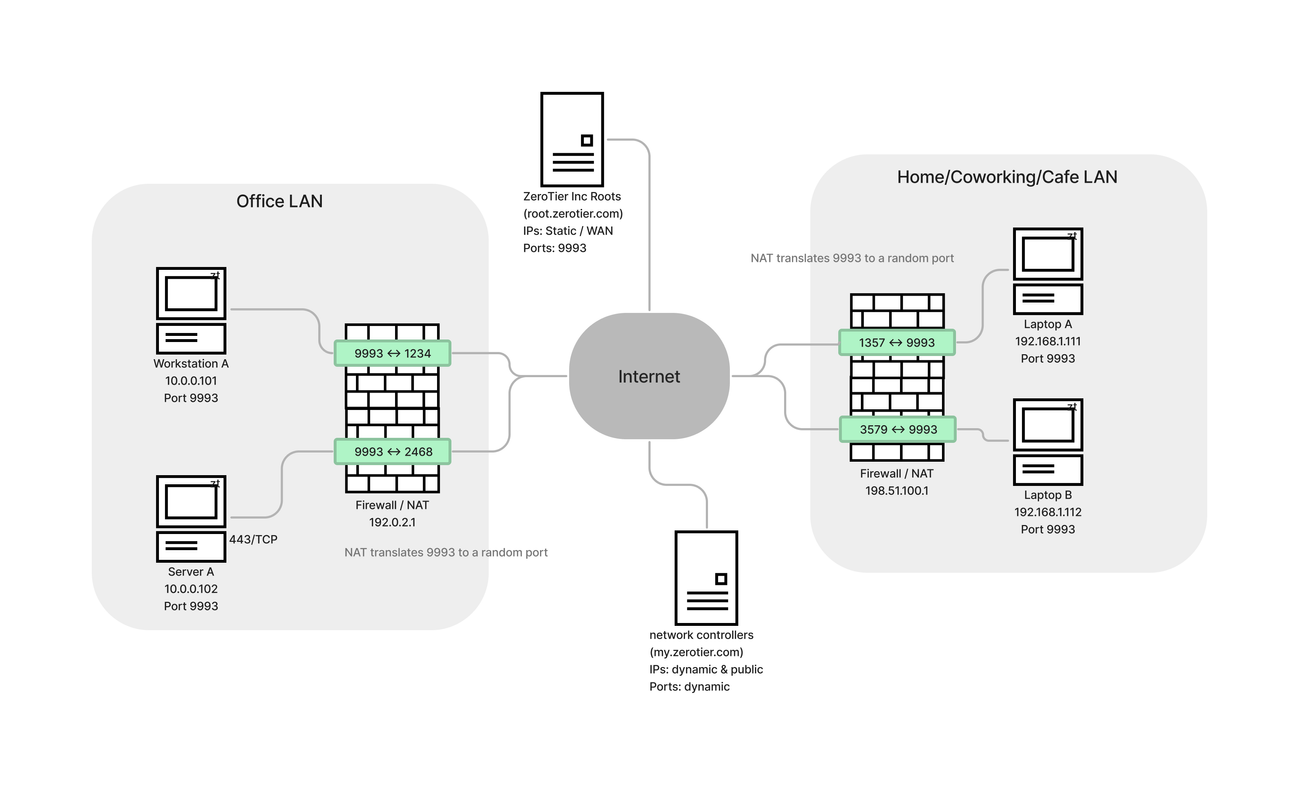 ZeroTier Inc Roots
(root.zerotier.com)
IPs: Static / WAN
Ports: 9993
Office LAN
zt
Workstation A
10.0.0.101
Port 9993
9993 ↔ 1234
9993 ↔ 2468
Firewall / NAT
192.0.2.1
NAT translates 9993 to a random port
zt
443/TCP
Server A
10.0.0.102
Port 9993
Internet
network controllers
(my.zerotier.com)
IPs: dynamic & public
Ports: dynamic
Home/Coworking/Cafe LAN
NAT translates 9993 to a random port
1357 ↔ 9993
3579 ↔ 9993
Firewall / NAT
198.51.100.1
zt
Laptop A
192.168.1.111
Port 9993
zt
Laptop B
192.168.1.112
Port 9993